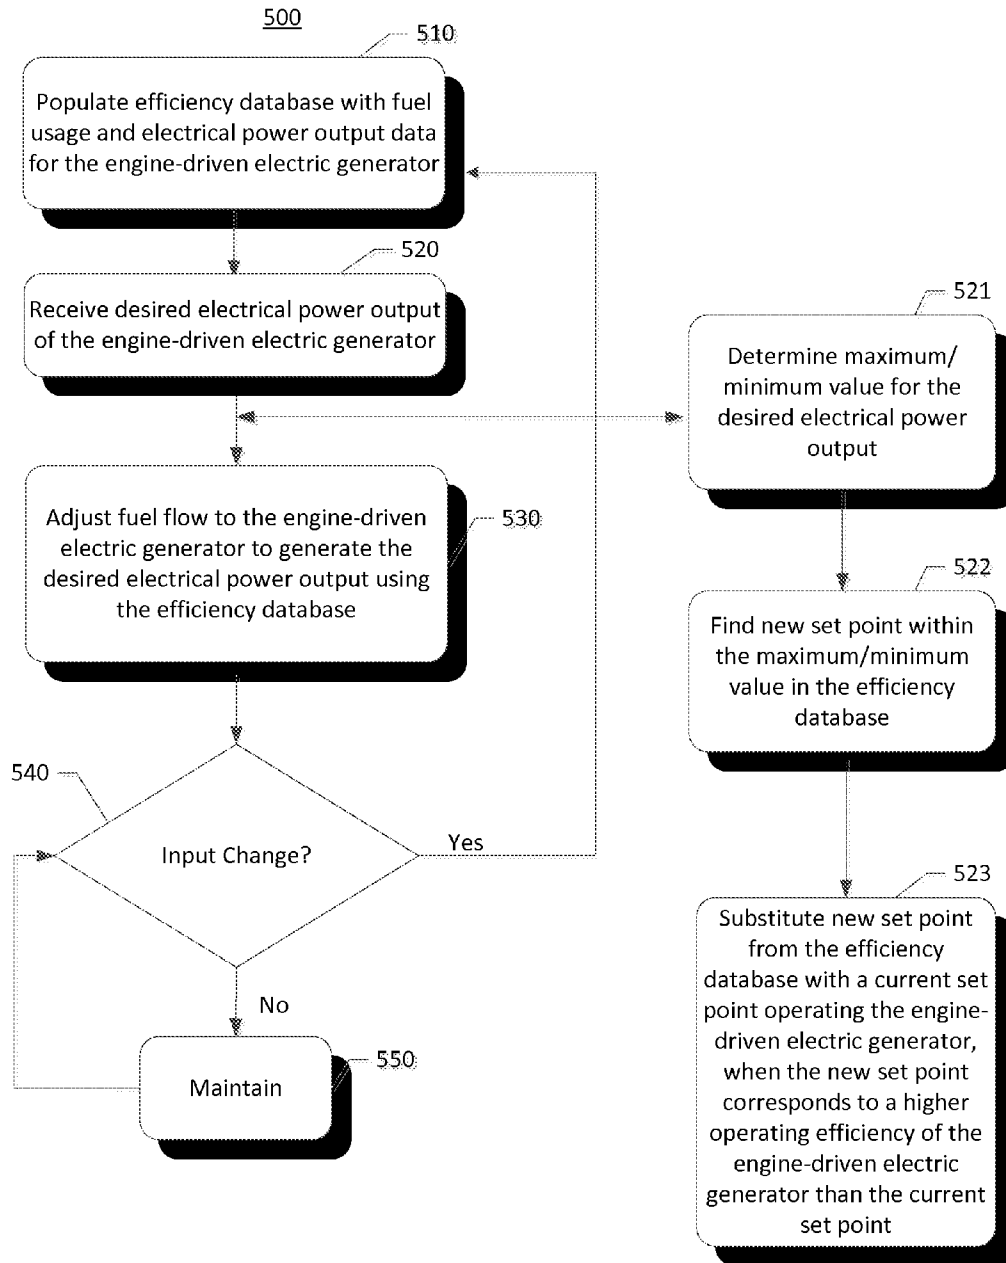 500
510
Populate efficiency database with fuel
usage and electrical power output data
for the engine-driven electric generator
520
Receive desired electrical power output
of the engine-driven electric generator
530
Adjust fuel flow to the engine-driven
electric generator to generate the
desired electrical power output using
the efficiency database
540
Input Change?
Yes
No
550
Maintain
521
Determine maximum/
minimum value for the
desired electrical power
output
522
Find new set point within
the maximum/minimum
value in the efficiency
database
523
Substitute new set point
from the efficiency
database with a current set
point operating the engine-
driven electric generator,
when the new set point
corresponds to a higher
operating efficiency of the
engine-driven electric
generator than the current
set point